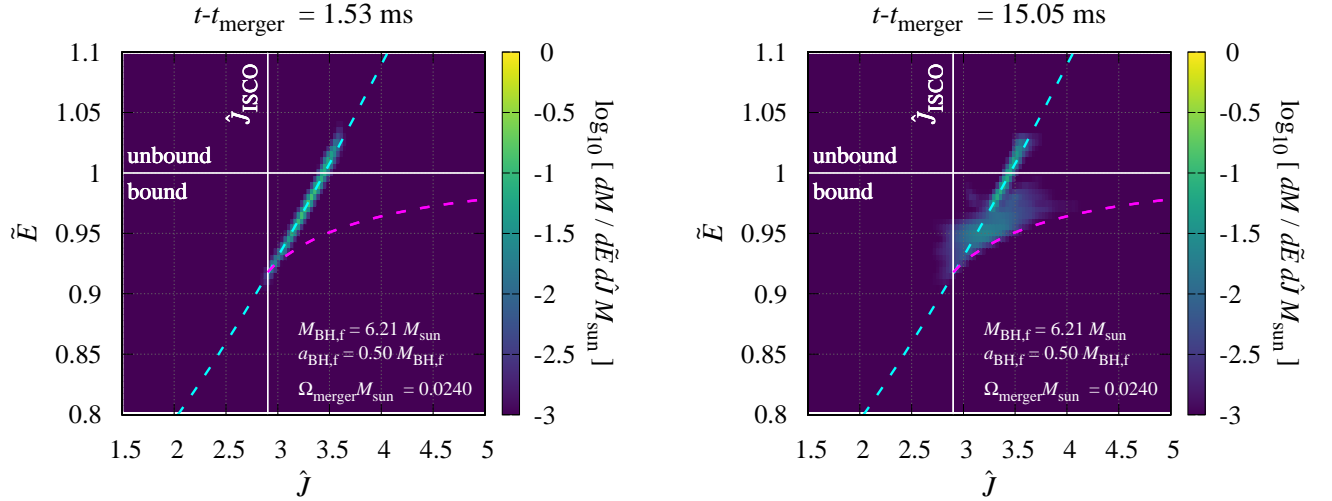 t-t_merger = 1.53 ms
1.1
1.05
1
0.95
0.9
0.85
0.8
Ẽ
Ĵ_ISCO
unbound
bound
M_BH,f = 6.21 M_sun
a_BH,f = 0.50 M_BH,f
Ω_merger M_sun = 0.0240
1.5 2 2.5 3 3.5 4 4.5 5
Ĵ
0
-0.5
-1
-1.5
-2
-2.5
-3
log₁₀[ dM / dẼ dĴ M_sun ]
t-t_merger = 15.05 ms
1.1
1.05
1
0.95
0.9
0.85
0.8
Ẽ
Ĵ_ISCO
unbound
bound
M_BH,f = 6.21 M_sun
a_BH,f = 0.50 M_BH,f
Ω_merger M_sun = 0.0240
1.5 2 2.5 3 3.5 4 4.5 5
Ĵ
0
-0.5
-1
-1.5
-2
-2.5
-3
log₁₀[ dM / dẼ dĴ M_sun ]